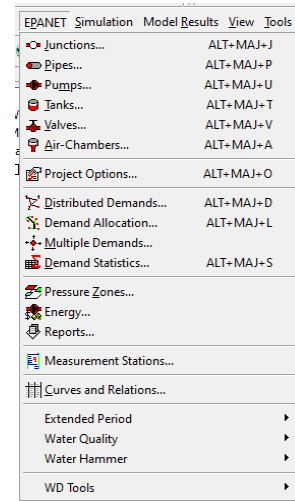 EPANET Simulation Model Results View Tools
Junctions... ALT+MAJ+J
Pipes... ALT+MAJ+P
Pumps... ALT+MAJ+U
Tanks... ALT+MAJ+T
Valves... ALT+MAJ+V
Air-Chambers... ALT+MAJ+A
Project Options... ALT+MAJ+O
Distributed Demands... ALT+MAJ+D
Demand Allocation... ALT+MAJ+L
Multiple Demands...
Demand Statistics... ALT+MAJ+S
Pressure Zones...
Energy...
Reports...
Measurement Stations...
Curves and Relations...
Extended Period
Water Quality
Water Hammer
WD Tools